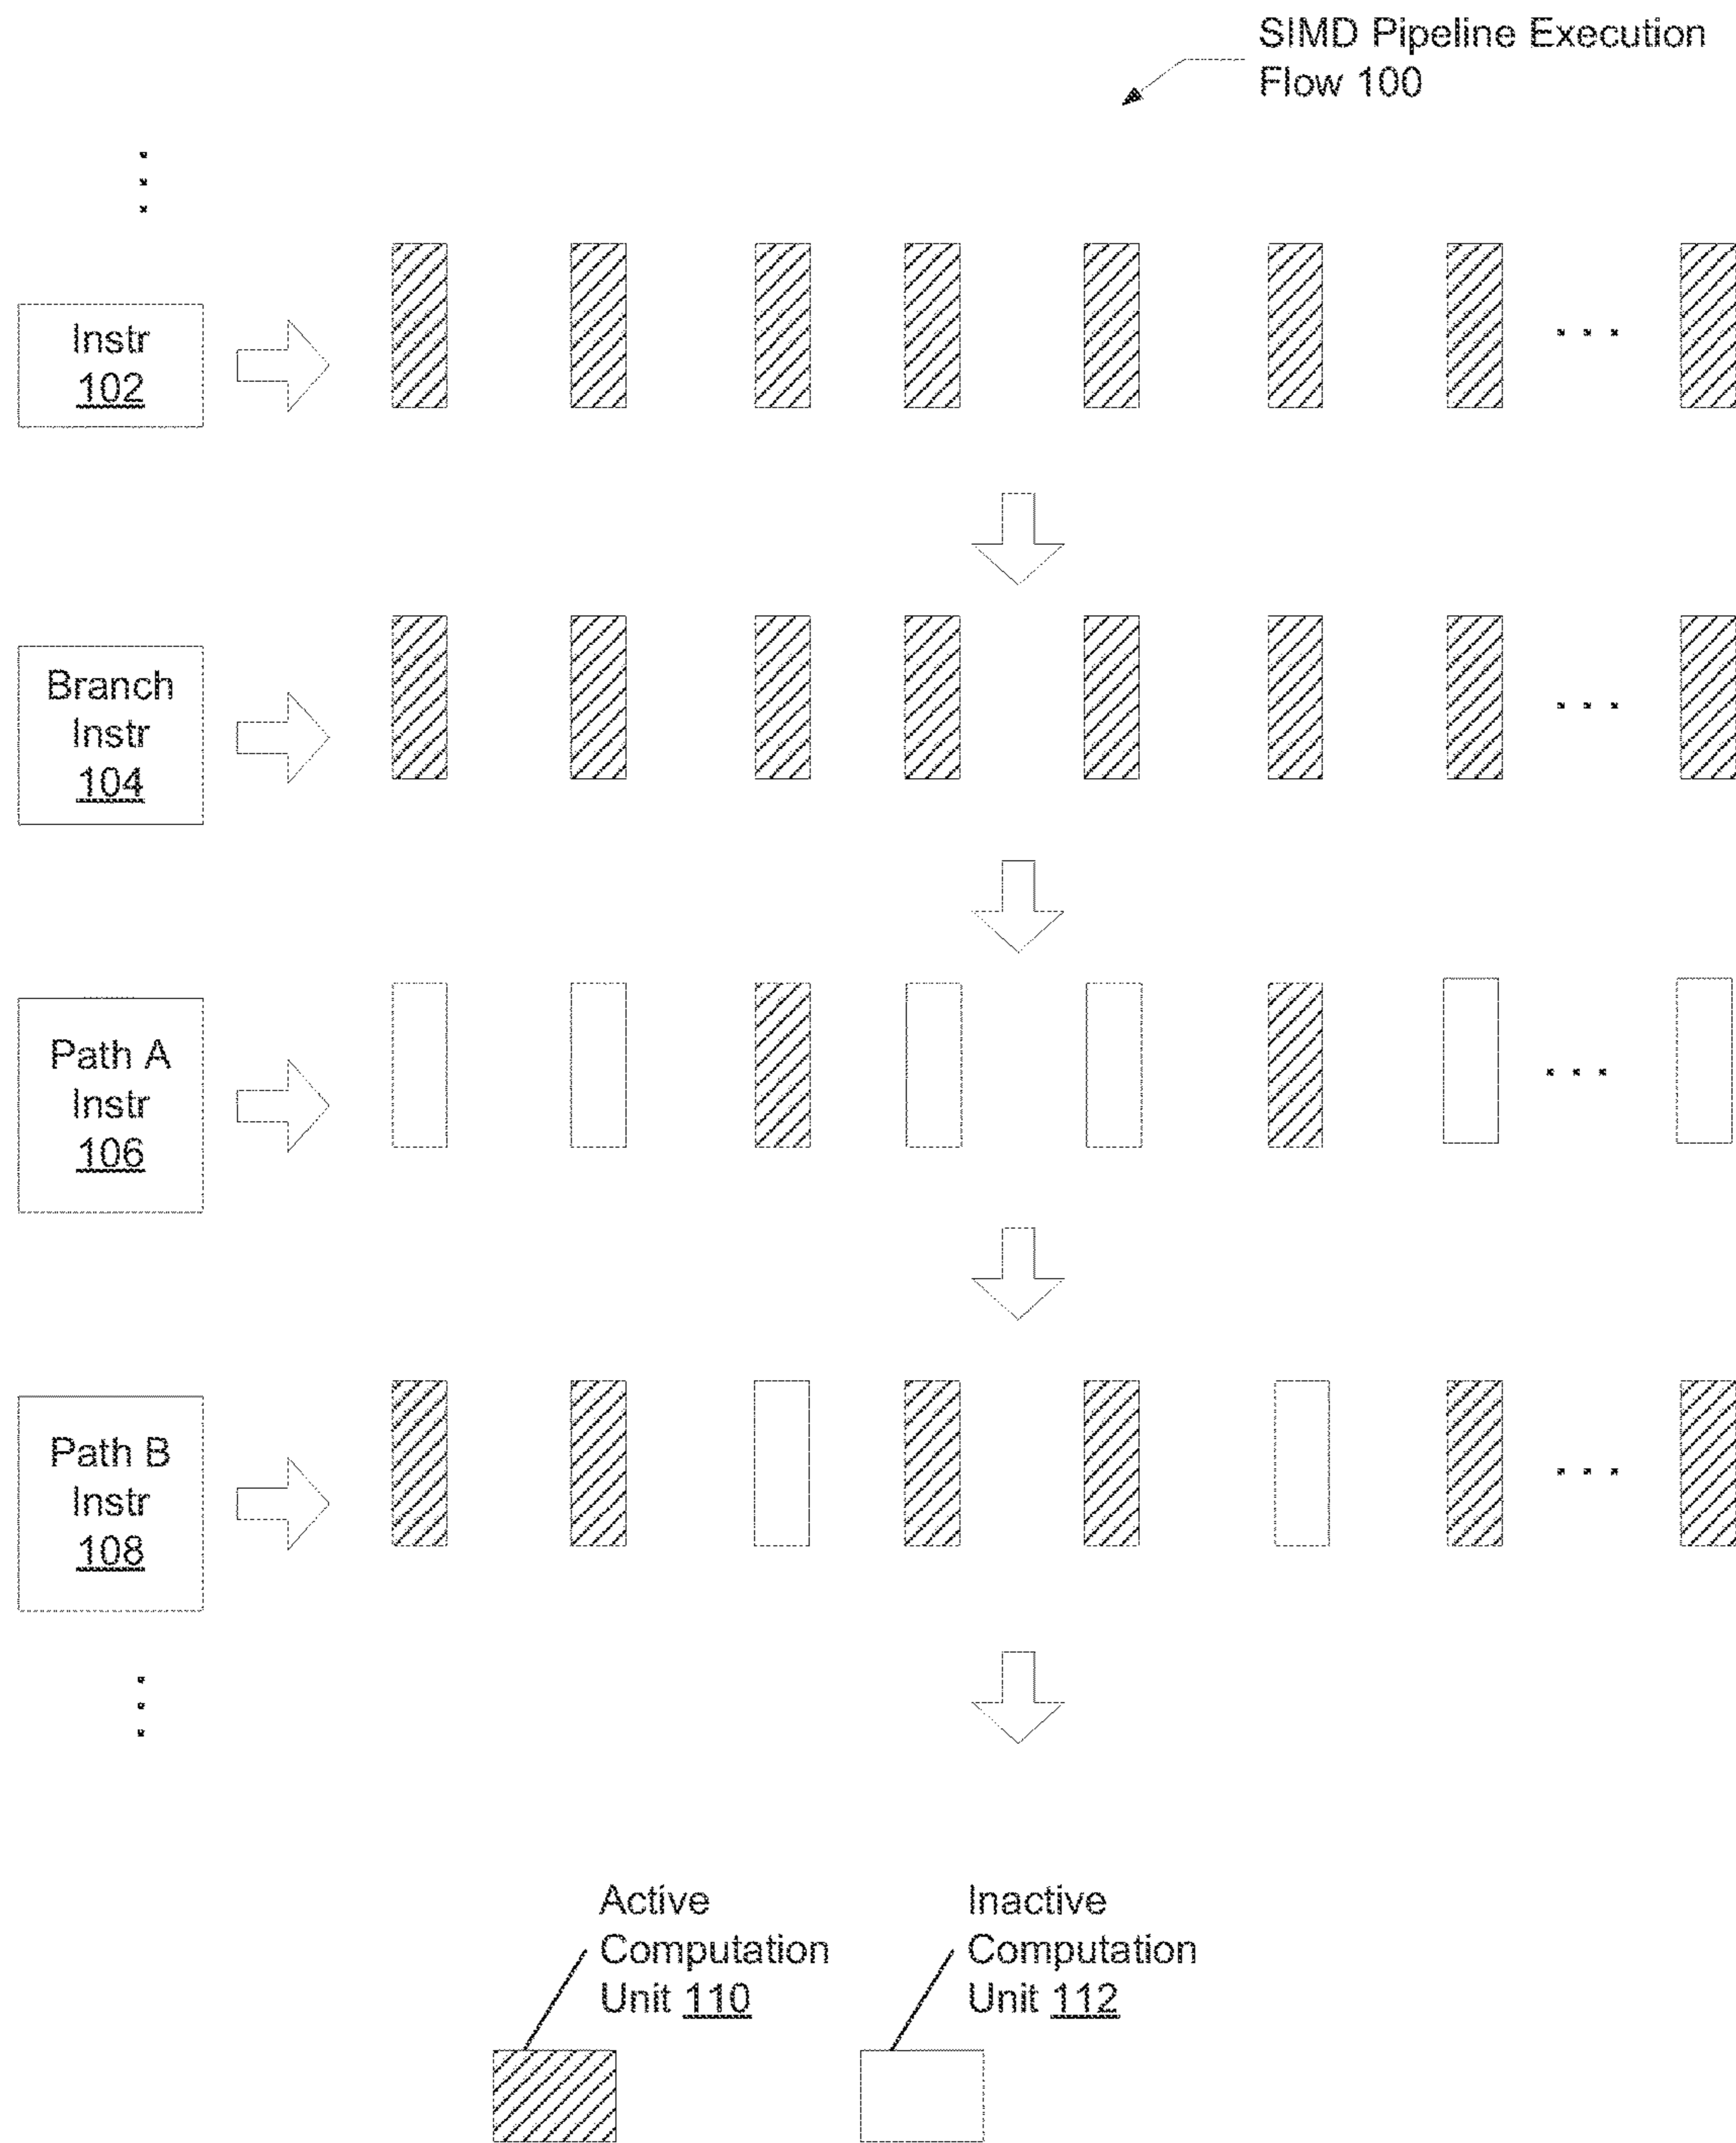 SIMD Pipeline Execution
Flow 100
Instr
102
Branch
Instr
104
Path A
Instr
106
Path B
Instr
108
Active
Computation
Unit 110
Inactive
Computation
Unit 112